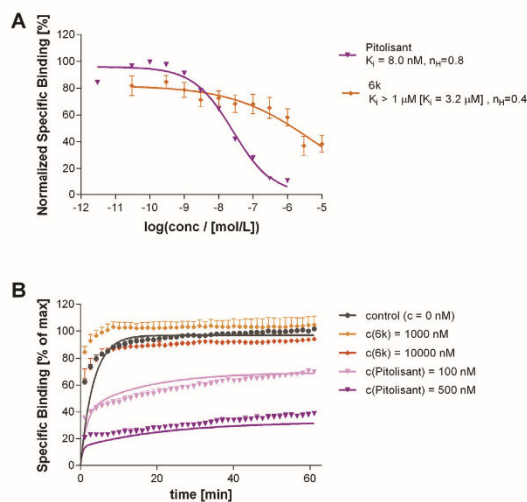 A
Normalized Specific Binding [%]
120
100
80
60
40
20
0
-12 -11 -10 -9 -8 -7 -6 -5
log(conc / [mol/L])
Pitolisant
Ki = 8.0 nM, nH=0.8
6k
Ki > 1 μM [Ki = 3.2 μM] , nH=0.4
B
Specific Binding [% of max]
120
100
80
60
40
20
0
0 20 40 60
time [min]
control (c = 0 nM)
c(6k) = 1000 nM
c(6k) = 10000 nM
c(Pitolisant) = 100 nM
c(Pitolisant) = 500 nM